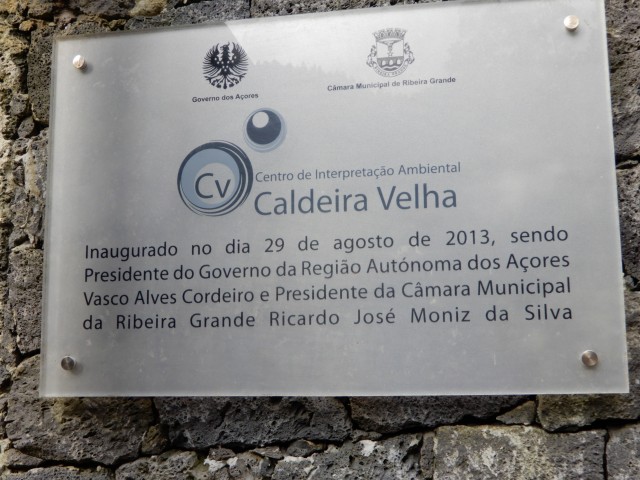 Governo dos Açores
Câmara Municipal de Ribeira Grande
Cv
Centro de Interpretação Ambiental
Caldeira Velha
Inaugurado no dia 29 de agosto de 2013, sendo
Presidente do Governo da Região Autónoma dos Açores
Vasco Alves Cordeiro e Presidente da Câmara Municipal
da Ribeira Grande Ricardo José Moniz da Silva